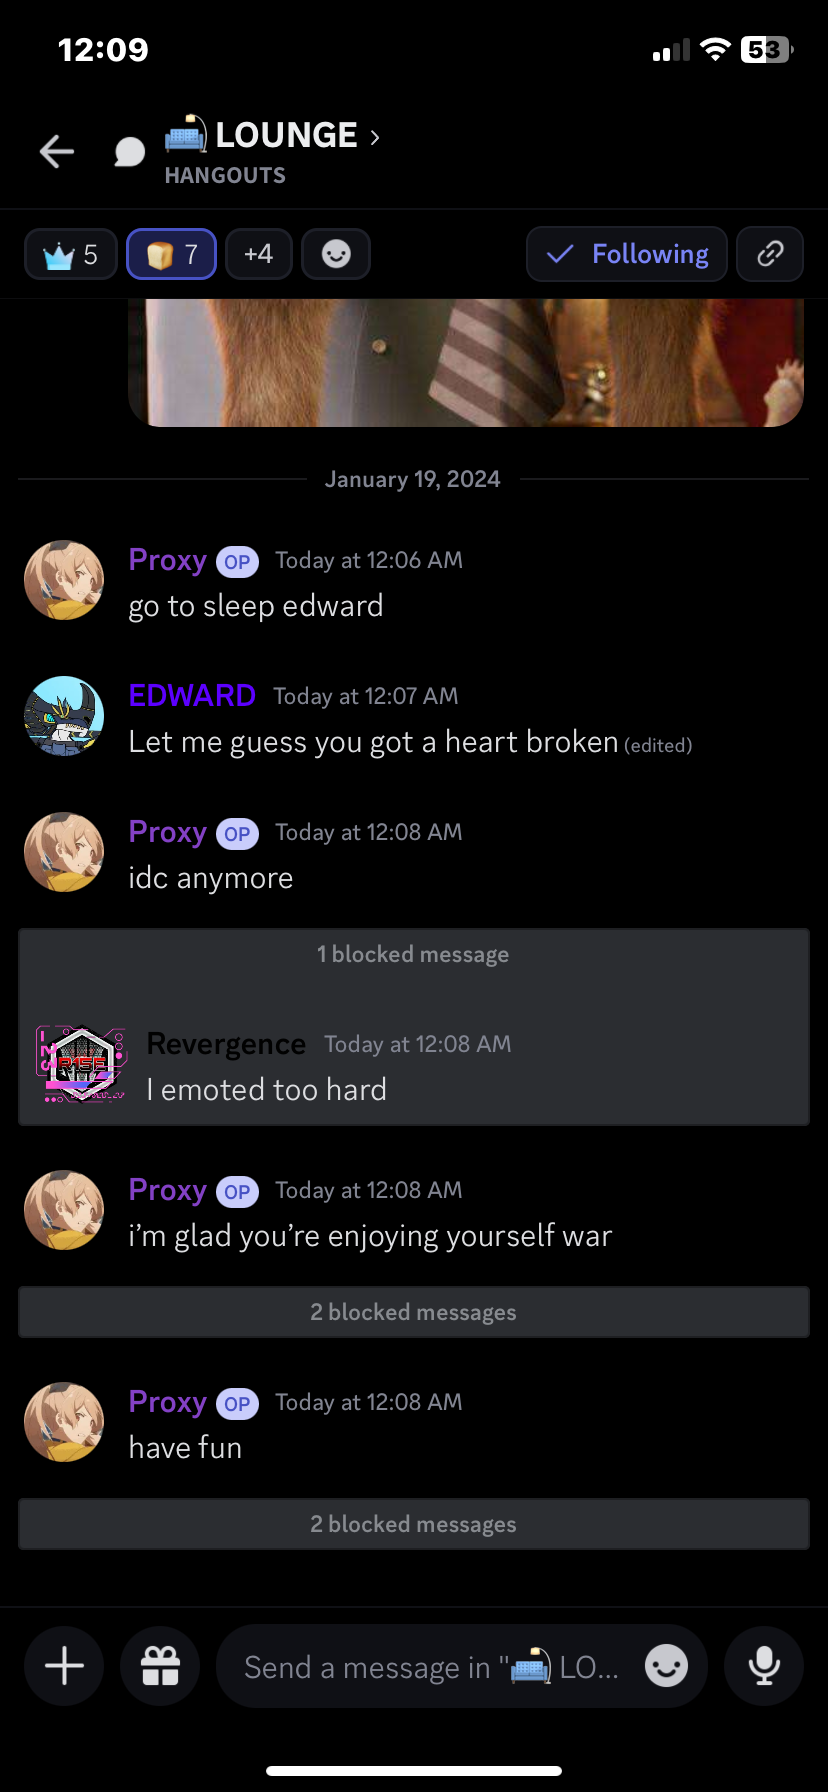 12:09
53
LOUNGE
HANGOUTS
5
7
+4
Following
January 19, 2024
Proxy OP Today at 12:06 AM
go to sleep edward
EDWARD Today at 12:07 AM
Let me guess you got a heart broken (edited)
Proxy OP Today at 12:08 AM
idc anymore
1 blocked message
Revergence Today at 12:08 AM
I emoted too hard
Proxy OP Today at 12:08 AM
i’m glad you’re enjoying yourself war
2 blocked messages
Proxy OP Today at 12:08 AM
have fun
2 blocked messages
Send a message in "🛋️ LO...